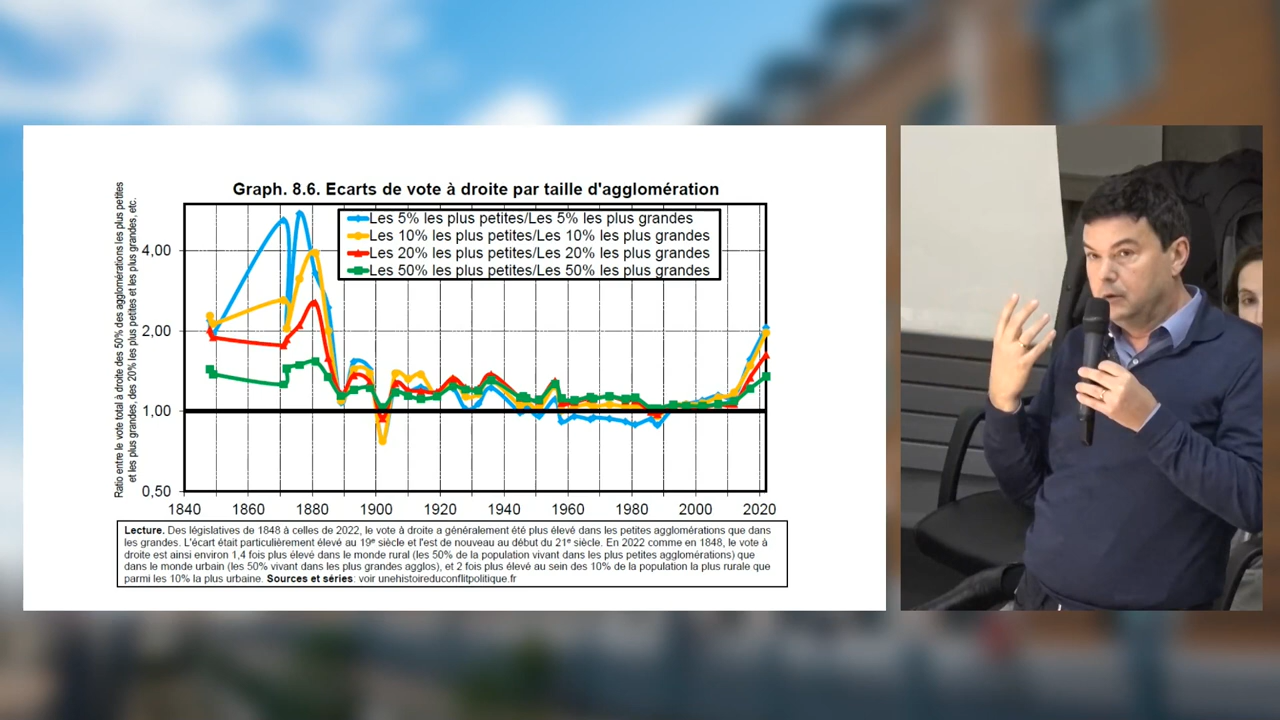 Graph. 8.6. Ecarts de vote à droite par taille d'agglomération
Ratio entre le vote total à droite des 50% des agglomérations les plus petites
et les plus grandes, des 20% les plus petites et les plus grandes, etc.
Les 5% les plus petites/Les 5% les plus grandes
Les 10% les plus petites/Les 10% les plus grandes
Les 20% les plus petites/Les 20% les plus grandes
Les 50% les plus petites/Les 50% les plus grandes
4,00
2,00
1,00
0,50
1840 1860 1880 1900 1920 1940 1960 1980 2000 2020
Lecture. Des législatives de 1848 à celles de 2022, le vote à droite a généralement été plus élevé dans les petites agglomérations que dans
les grandes. L'écart était particulièrement élevé au 19e siècle et l'est de nouveau au début du 21e siècle. En 2022 comme en 1848, le vote à
droite est ainsi environ 1,4 fois plus élevé dans le monde rural (les 50% de la population vivant dans les plus petites agglomérations) que
dans le monde urbain (les 50% vivant dans les plus grandes agglos), et 2 fois plus élevé au sein des 10% de la population la plus rurale que
parmi les 10% la plus urbaine. Sources et séries: voir unehistoireduconflitpolitique.fr